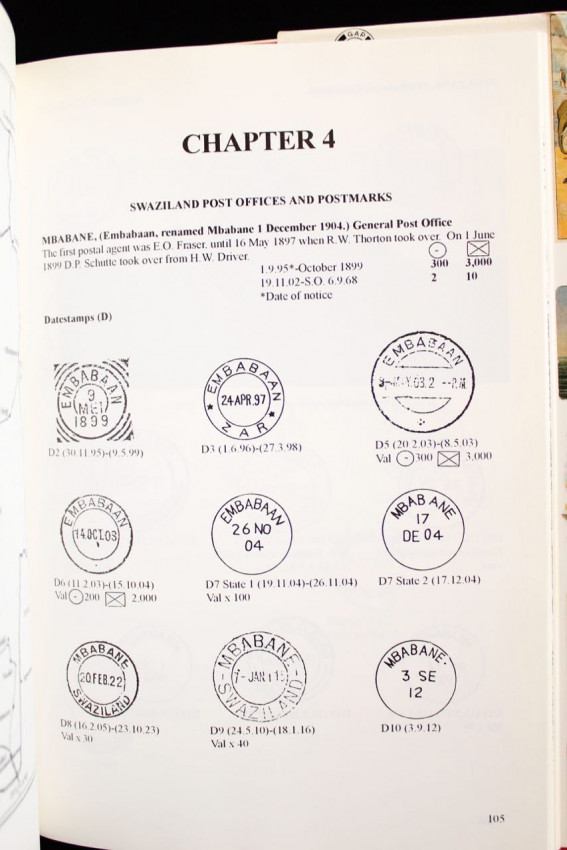 CHAPTER 4
SWAZILAND POST OFFICES AND POSTMARKS
MBABANE, (Embabaan, renamed Mbabane 1 December 1904.) General Post Office
The first postal agent was E.O. Fraser, until 16 May 1897 when R.W. Thorton took over. On 1 June
1899 D.P. Schutte took over from H.W. Driver.
1.9.95*-October 1899 300 3,000
19.11.02-S.O. 6.9.68 2 10
*Date of notice
Datestamps (D)
EMBABAAN
9
MEI
1899
EMBABAAN
24 APR.97
Z A R
EMBABAAN
D2 (30.11.95)-(9.5.99)
D3 (1.6.96)-(27.3.98)
D5 (20.2.03)-(8.5.03)
Val 300 3,000
EMBABAAN
14.OCT.03
EMBABAAN
26 NO
04
MBABANE
17
DE 04
D6 (11.2.03)-(15.10.04)
Val 200 2,000
D7 State 1 (19.11.04)-(26.11.04)
Val x 100
D7 State 2 (17.12.04)
MBABANE
20 FEB.22
SWAZILAND
MBABANE
SWAZILAND
MBABANE.
3 SE
12
D8 (16.2.05)-(23.10.23)
Val x 30
D9 (24.5.10)-(18.1.16)
Val x 40
D10 (3.9.12)
105